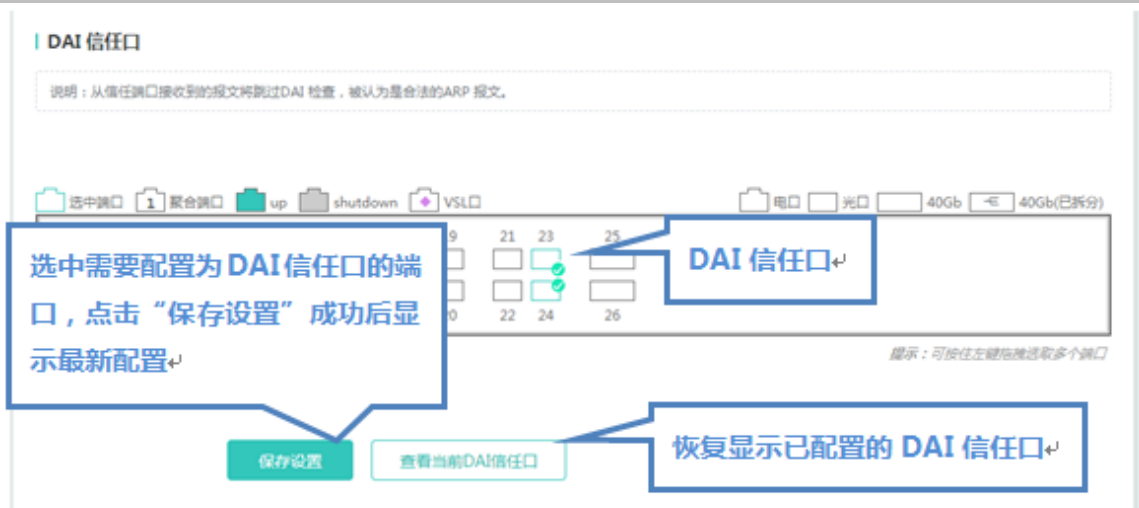 DAI 信任口
说明：从信任端口接收到的报文将跳过DAI 检查，被认为是合法的ARP 报文。
选中端口 1 聚合端口 up shutdown VSL口 电口 光口 40Gb 40Gb(已拆分)
21 23 25
22 24 26
选中需要配置为 DAI 信任口的端
口，点击“保存设置”成功后显
示最新配置
DAI 信任口
提示：可按住左键拖拽选取多个端口
保存设置 查看当前DAI信任口
恢复显示已配置的 DAI 信任口